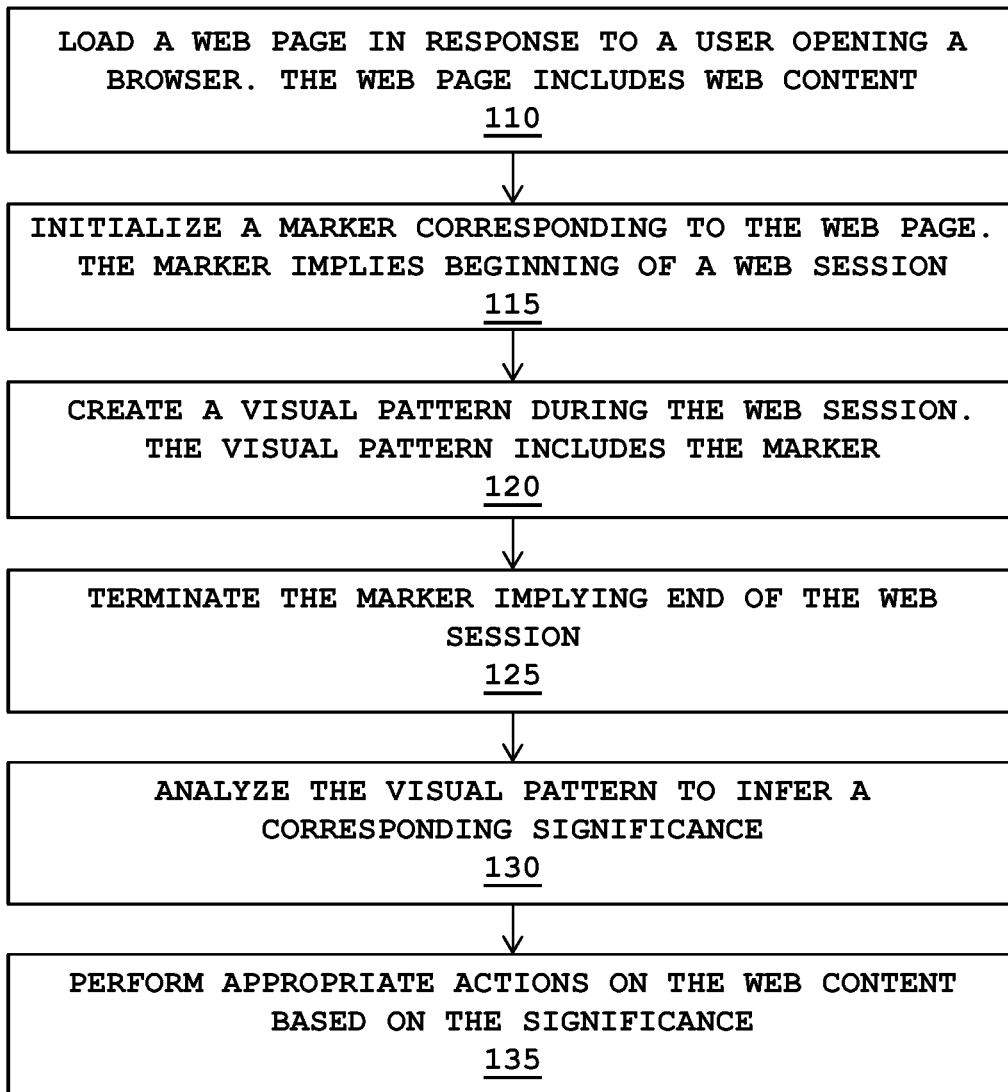 LOAD A WEB PAGE IN RESPONSE TO A USER OPENING A
BROWSER. THE WEB PAGE INCLUDES WEB CONTENT
110
INITIALIZE A MARKER CORRESPONDING TO THE WEB PAGE.
THE MARKER IMPLIES BEGINNING OF A WEB SESSION
115
CREATE A VISUAL PATTERN DURING THE WEB SESSION.
THE VISUAL PATTERN INCLUDES THE MARKER
120
TERMINATE THE MARKER IMPLYING END OF THE WEB
SESSION
125
ANALYZE THE VISUAL PATTERN TO INFER A
CORRESPONDING SIGNIFICANCE
130
PERFORM APPROPRIATE ACTIONS ON THE WEB CONTENT
BASED ON THE SIGNIFICANCE
135